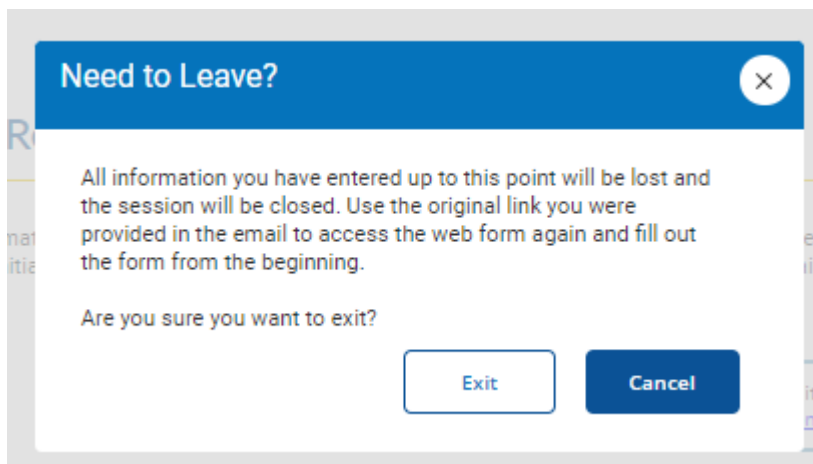 Need to Leave?
All information you have entered up to this point will be lost and
the session will be closed. Use the original link you were
provided in the email to access the web form again and fill out
the form from the beginning.
Are you sure you want to exit?
Exit
Cancel